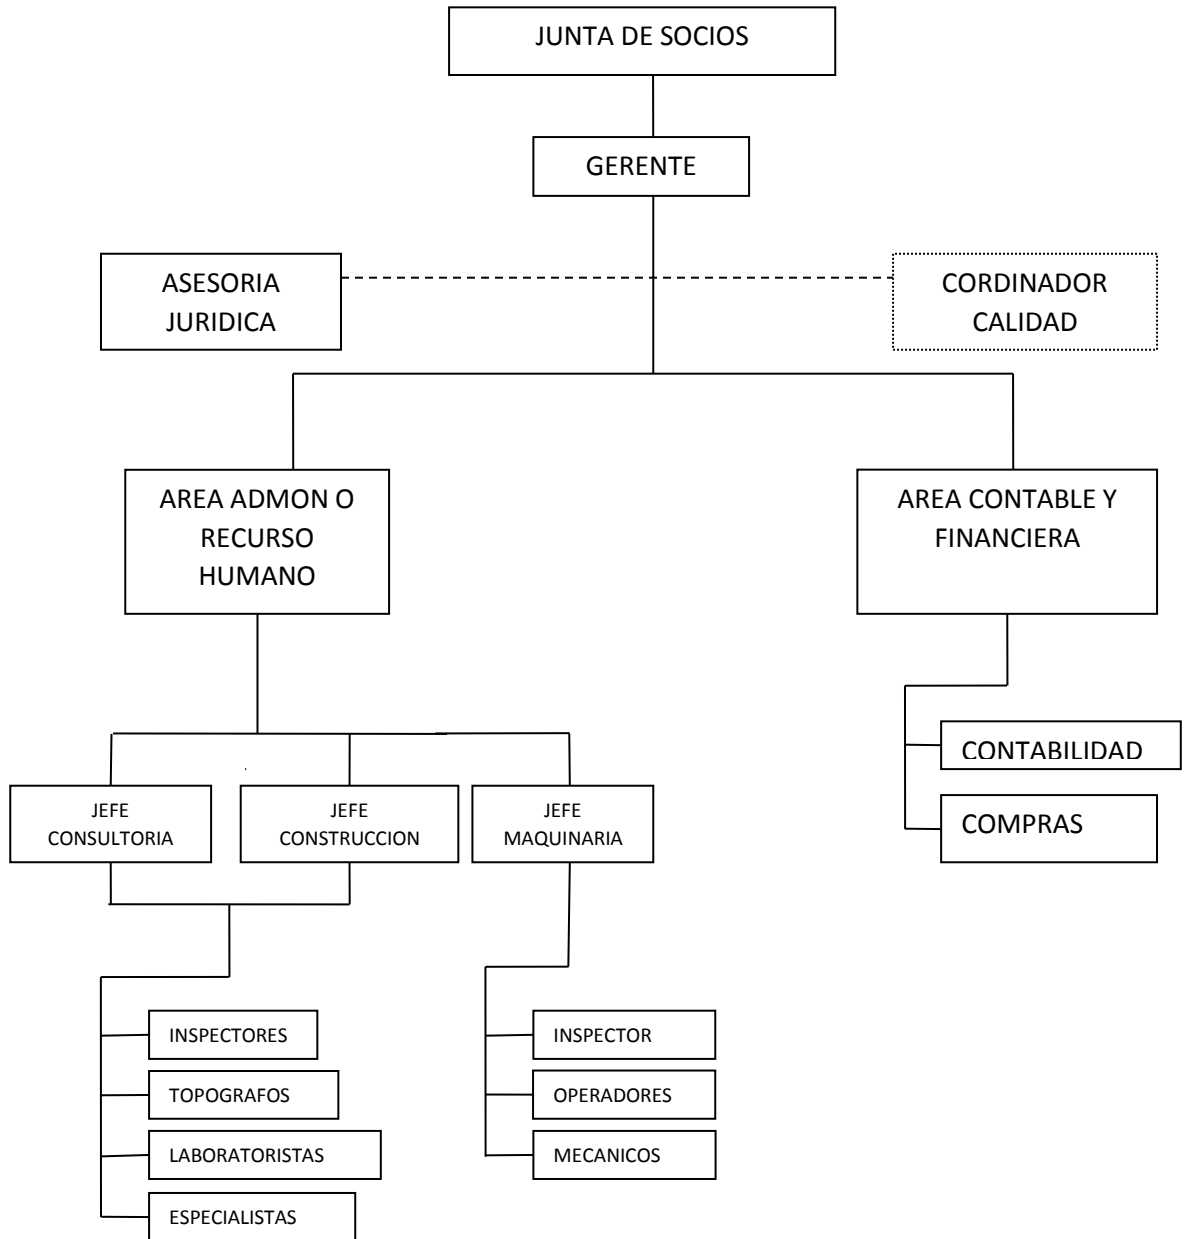 JUNTA DE SOCIOS
GERENTE
ASESORIA
JURIDICA
CORDINADOR
CALIDAD
AREA ADMON O
RECURSO
HUMANO
AREA CONTABLE Y
FINANCIERA
CONTABILIDAD
COMPRAS
JEFE
CONSULTORIA
JEFE
CONSTRUCCION
JEFE
MAQUINARIA
INSPECTORES
TOPOGRAFOS
LABORATORISTAS
ESPECIALISTAS
INSPECTOR
OPERADORES
MECANICOS